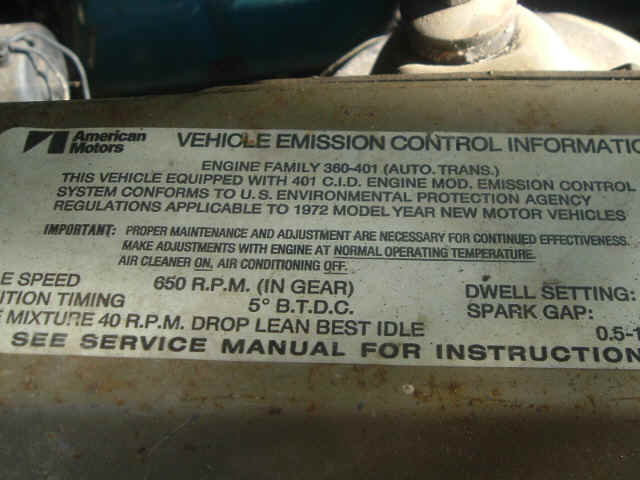 American Motors
VEHICLE EMISSION CONTROL INFORMATIO
ENGINE FAMILY 360-401 (AUTO. TRANS.)
THIS VEHICLE EQUIPPED WITH 401 C.I.D. ENGINE MOD. EMISSION CONTROL
SYSTEM CONFORMS TO U.S. ENVIRONMENTAL PROTECTION AGENCY
REGULATIONS APPLICABLE TO 1972 MODEL YEAR NEW MOTOR VEHICLES
IMPORTANT: PROPER MAINTENANCE AND ADJUSTMENT ARE NECESSARY FOR CONTINUED EFFECTIVENESS.
MAKE ADJUSTMENTS WITH ENGINE AT NORMAL OPERATING TEMPERATURE.
AIR CLEANER ON, AIR CONDITIONING OFF.
E SPEED 650 R.P.M. (IN GEAR) DWELL SETTING:
ITION TIMING 5° B.T.D.C. SPARK GAP:
E MIXTURE 40 R.P.M. DROP LEAN BEST IDLE 0.5-1
SEE SERVICE MANUAL FOR INSTRUCTION